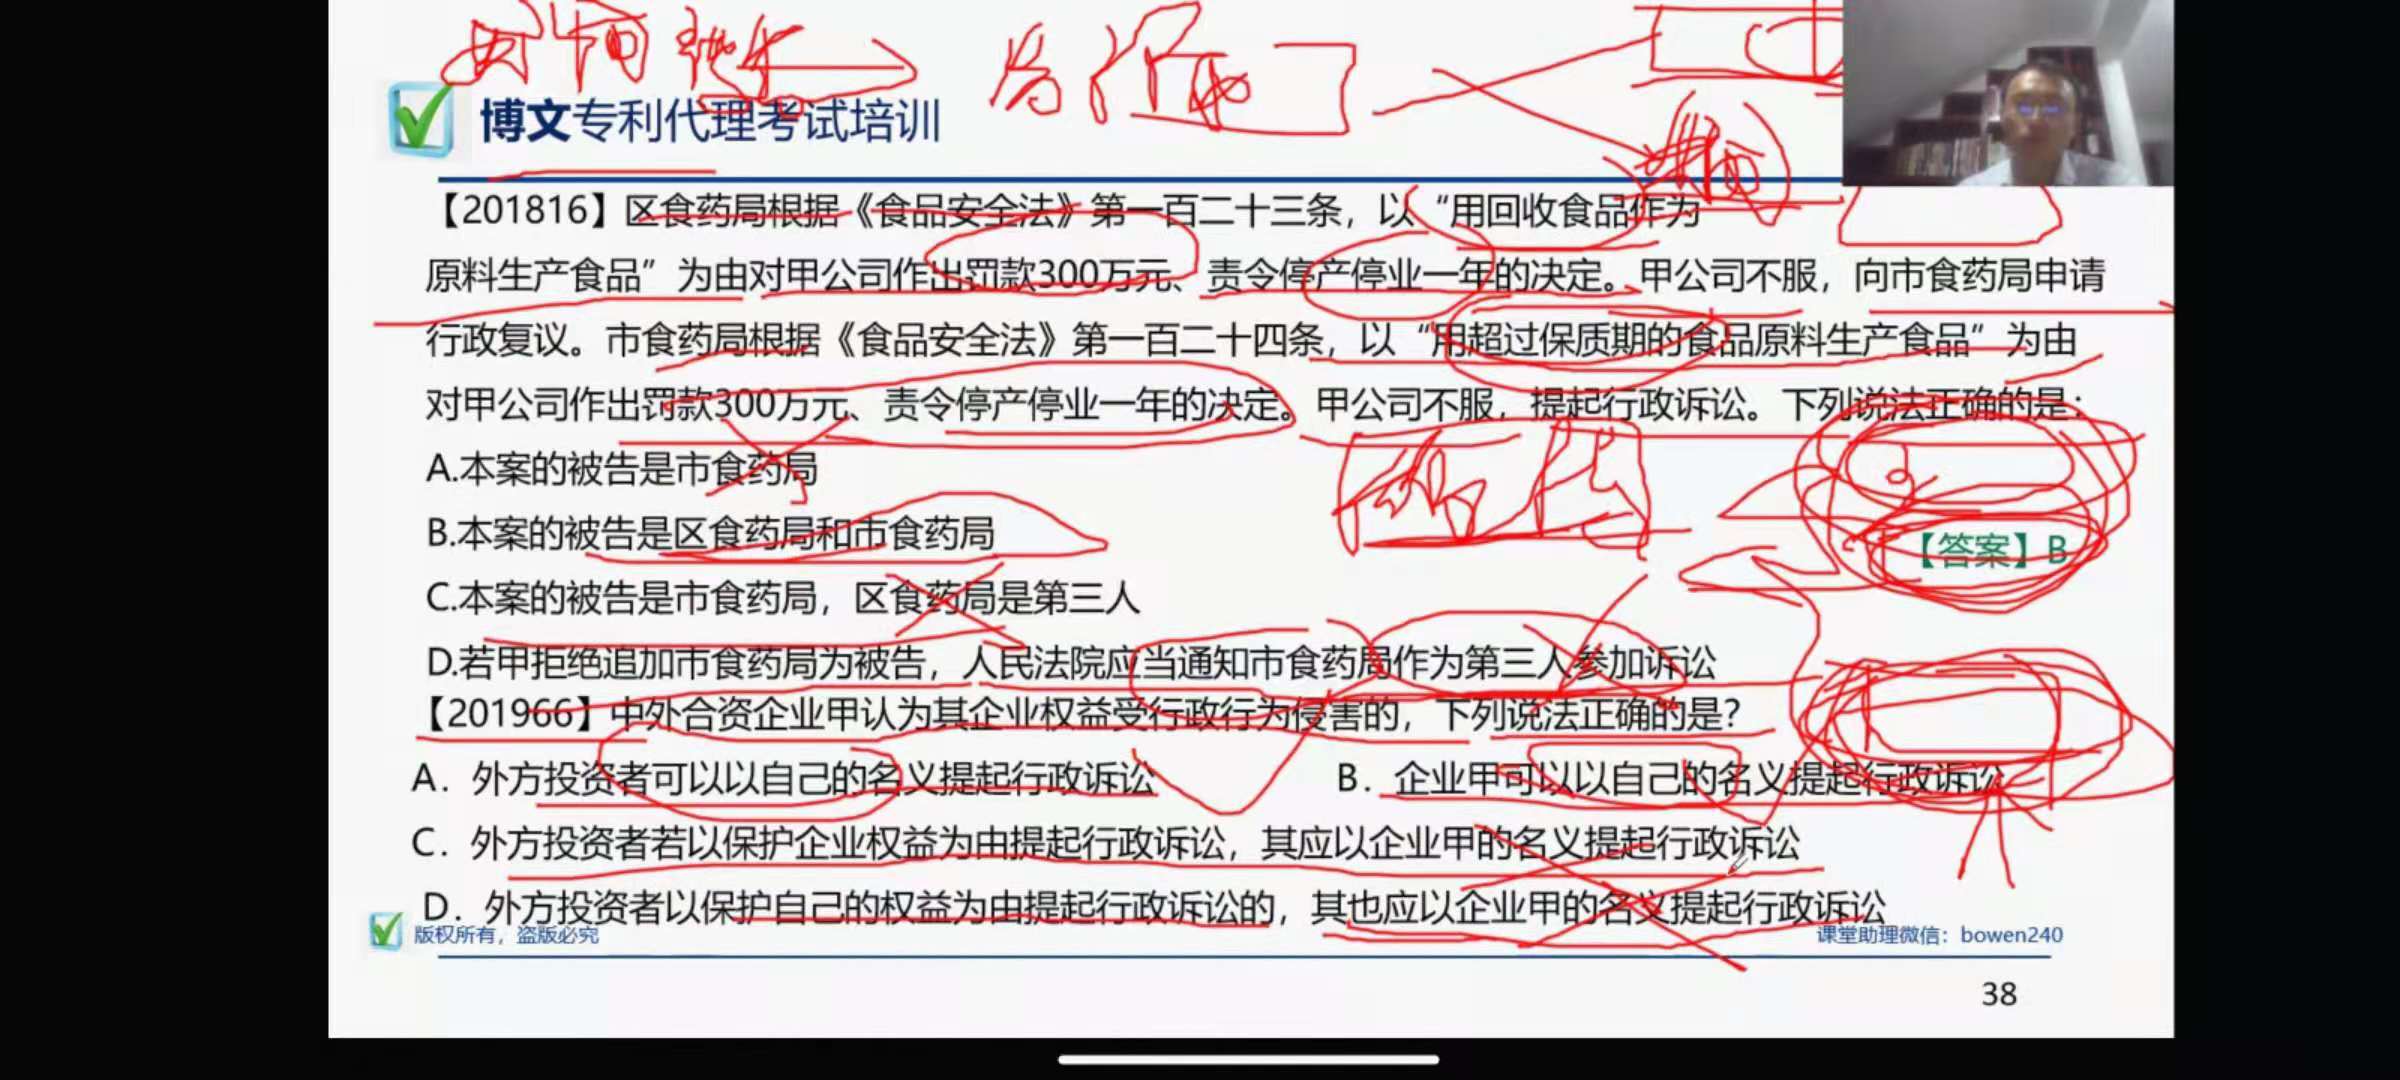 博文专利代理考试培训
【201816】区食药局根据《食品安全法》第一百二十三条，以“用回收食品作为
原料生产食品”为由对甲公司作出罚款300万元、责令停产停业一年的决定。甲公司不服，向市食药局申请
行政复议。市食药局根据《食品安全法》第一百二十四条，以“用超过保质期的食品原料生产食品”为由
对甲公司作出罚款300万元、责令停产停业一年的决定。甲公司不服，提起行政诉讼。下列说法正确的是：
A.本案的被告是市食药局
B.本案的被告是区食药局和市食药局
【答案】B
C.本案的被告是市食药局，区食药局是第三人
D.若甲拒绝追加市食药局为被告，人民法院应当通知市食药局作为第三人参加诉讼
【201966】中外合资企业甲认为其企业权益受行政行为侵害的，下列说法正确的是？
A．外方投资者可以以自己的名义提起行政诉讼 B．企业甲可以以自己的名义提起行政诉讼
C．外方投资者若以保护企业权益为由提起行政诉讼，其应以企业甲的名义提起行政诉讼
D．外方投资者以保护自己的权益为由提起行政诉讼的，其也应以企业甲的名义提起行政诉讼
版权所有，盗版必究
课堂助理微信：bowen240
38